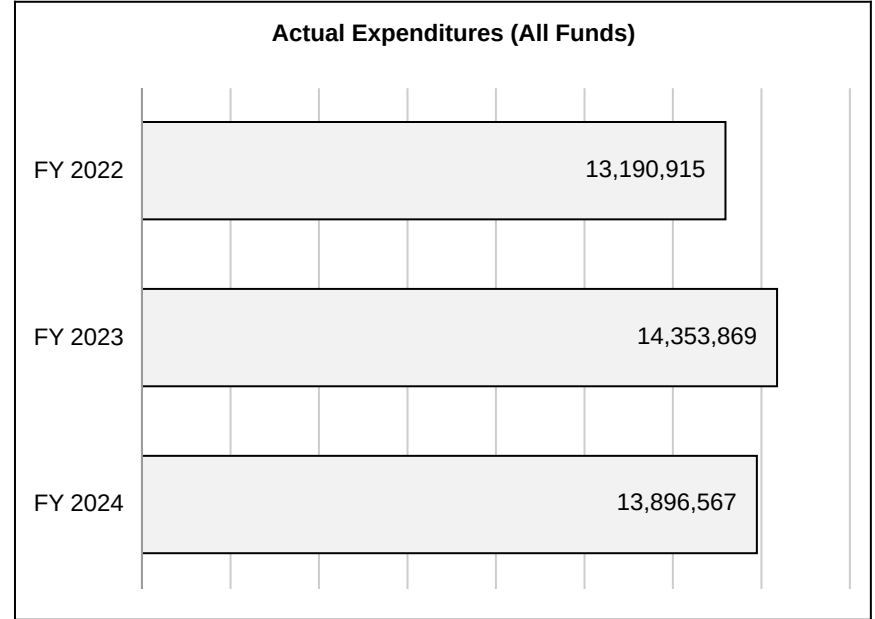 Actual Expenditures (All Funds)
FY 2022 13,190,915
FY 2023 14,353,869
FY 2024 13,896,567